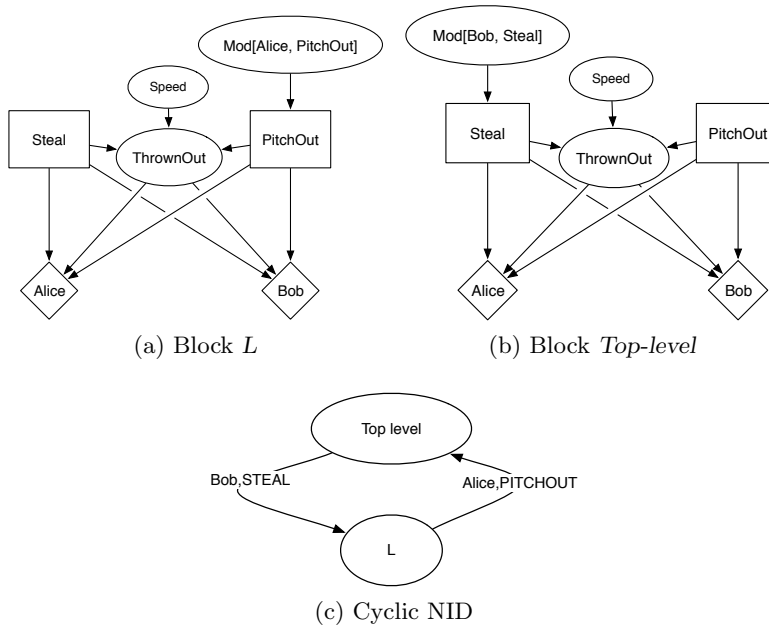 Mod[Alice, PitchOut]
Speed
Steal
ThrownOut
PitchOut
Alice
Bob
(a) Block L
Mod[Bob, Steal]
Speed
Steal
ThrownOut
PitchOut
Alice
Bob
(b) Block Top-level
Top level
Bob,STEAL
Alice,PITCHOUT
L
(c) Cyclic NID